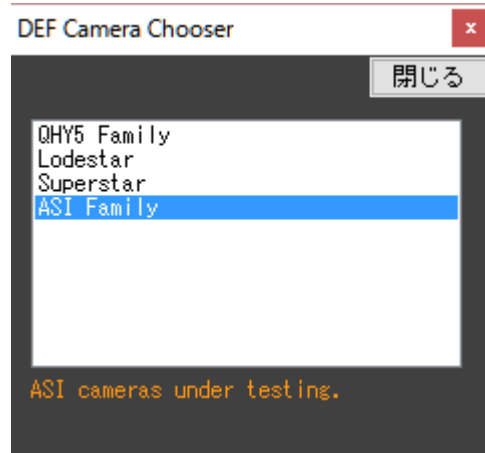 DEF Camera Chooser
x
閉じる
QHY5 Family
Lodestar
Superstar
ASI Family
ASI cameras under testing.